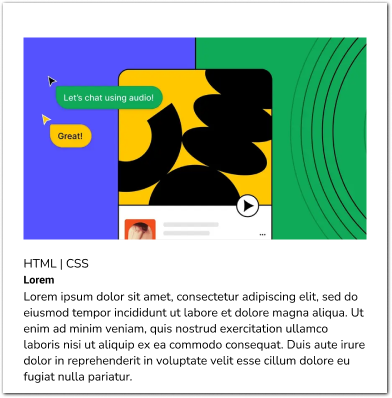 Let's chat using audio!
Great!
HTML | CSS
Lorem
Lorem ipsum dolor sit amet, consectetur adipiscing elit, sed do
eiusmod tempor incididunt ut labore et dolore magna aliqua. Ut
enim ad minim veniam, quis nostrud exercitation ullamco
laboris nisi ut aliquip ex ea commodo consequat. Duis aute irure
dolor in reprehenderit in voluptate velit esse cillum dolore eu
fugiat nulla pariatur.